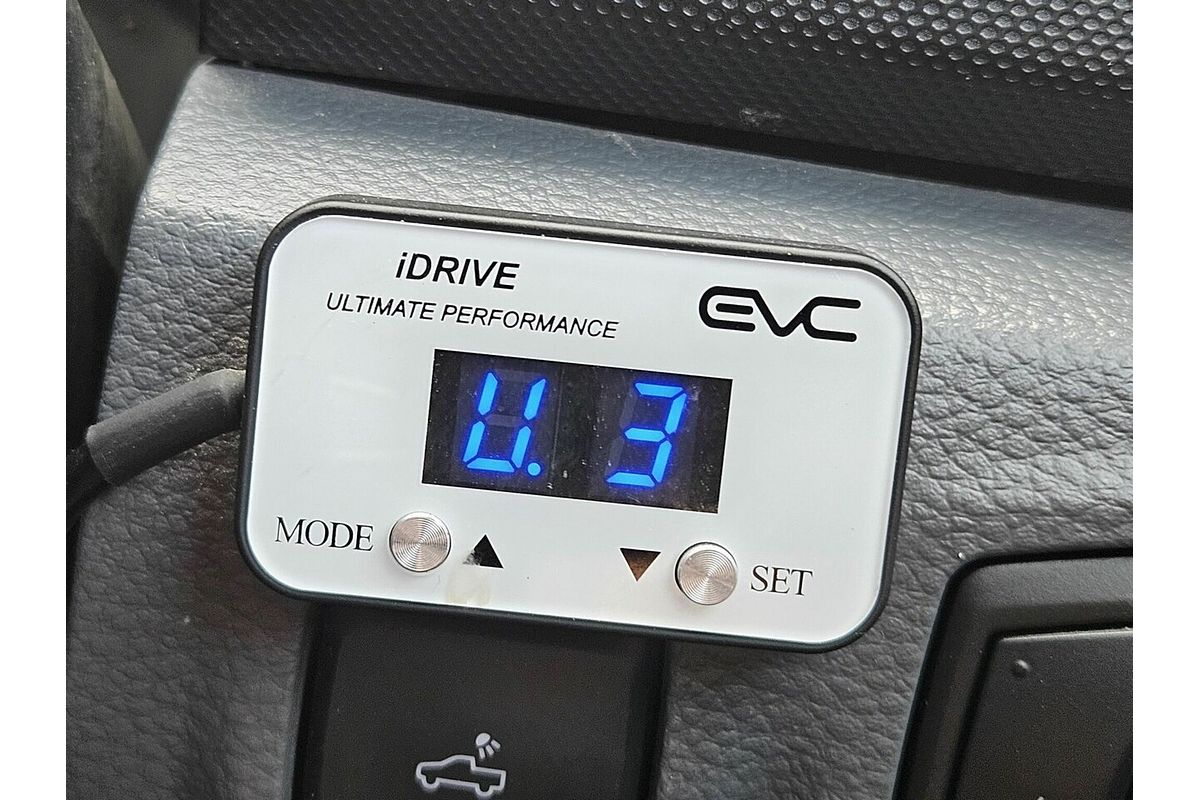 iDRIVE
ULTIMATE PERFORMANCE
EVC
U.3
MODE ▲ ▼ SET